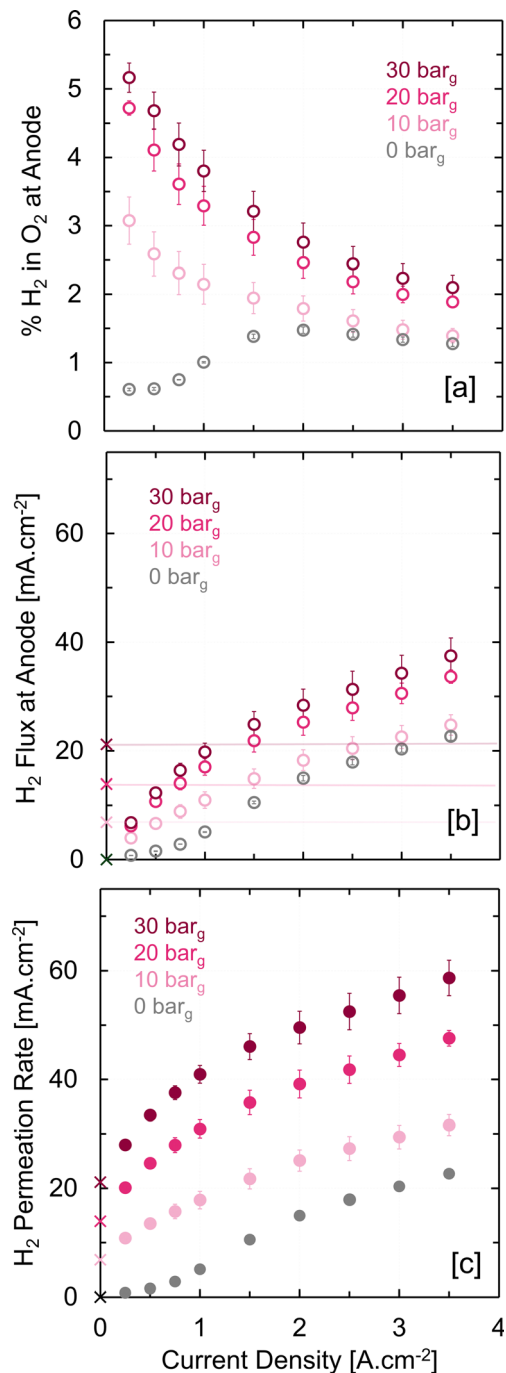 6
5
4
3
2
1
0
% H₂ in O₂ at Anode
30 barg
20 barg
10 barg
0 barg
[a]
60
40
20
0
H₂ Flux at Anode [mA.cm⁻²]
30 barg
20 barg
10 barg
0 barg
[b]
60
40
20
0
H₂ Permeation Rate [mA.cm⁻²]
30 barg
20 barg
10 barg
0 barg
[c]
0 1 2 3 4
Current Density [A.cm⁻²]